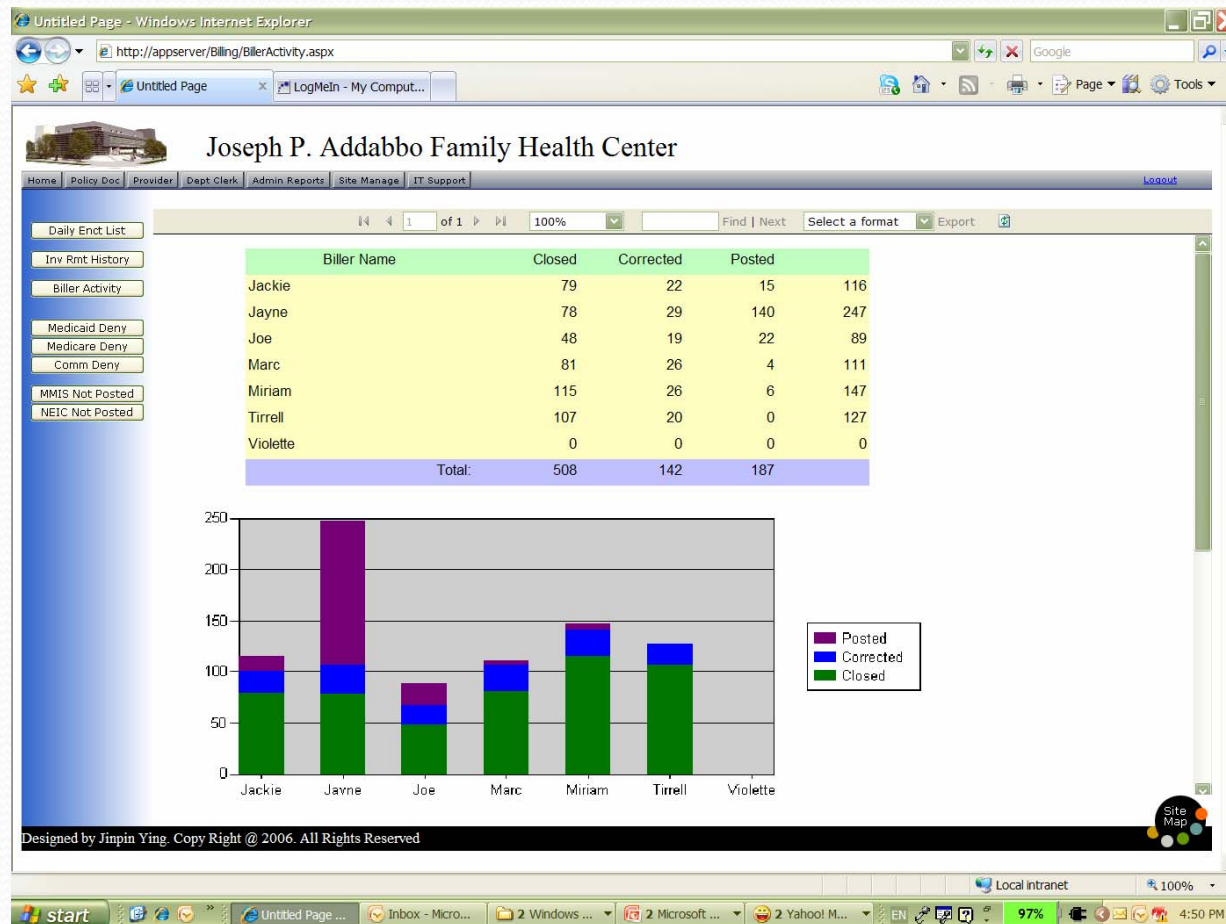 Untitled Page - Windows Internet Explorer
http://appserver/Billing/BillerActivity.aspx
Google
Untitled Page
LogMeIn - My Comput...
Page
Tools
Joseph P. Addabbo Family Health Center
Home Policy Doc Provider Dept Clerk Admin Reports Site Manage IT Support
Logout
1 of 1 100% Find | Next Select a format Export
Daily Enct List
Inv Rmt History
Biller Activity
Medicaid Deny
Medicare Deny
Comm Deny
MMIS Not Posted
NEIC Not Posted
Biller Name Closed Corrected Posted
Jackie 79 22 15 116
Jayne 78 29 140 247
Joe 48 19 22 89
Marc 81 26 4 111
Miriam 115 26 6 147
Tirrell 107 20 0 127
Violette 0 0 0 0
Total: 508 142 187
250
200
150
100
50
0
Jackie Jayne Joe Marc Miriam Tirrell Violette
Posted
Corrected
Closed
Site
Map
Designed by Jinpin Ying. Copy Right @ 2006. All Rights Reserved
Local intranet
100%
start
Untitled Page ...
Inbox - Micro...
2 Windows ...
2 Microsoft ...
2 Yahoo! M...
EN
97%
4:50 PM